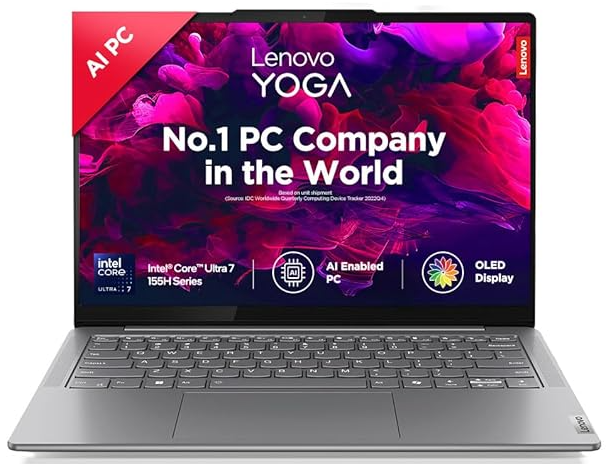 AI PC
Lenovo
Lenovo
YOGA
No.1 PC Company
in the World
Based on unit shipment
(Source: IDC Worldwide Quarterly Computing Device Tracker 2022Q4)
intel
CORE
ULTRA 7
Intel® Core™ Ultra 7
155H Series
AI
AI Enabled
PC
OLED
Display
Q W E R T Y U I O P
A S D F G H J K L
Z X C V B N M
Lenovo